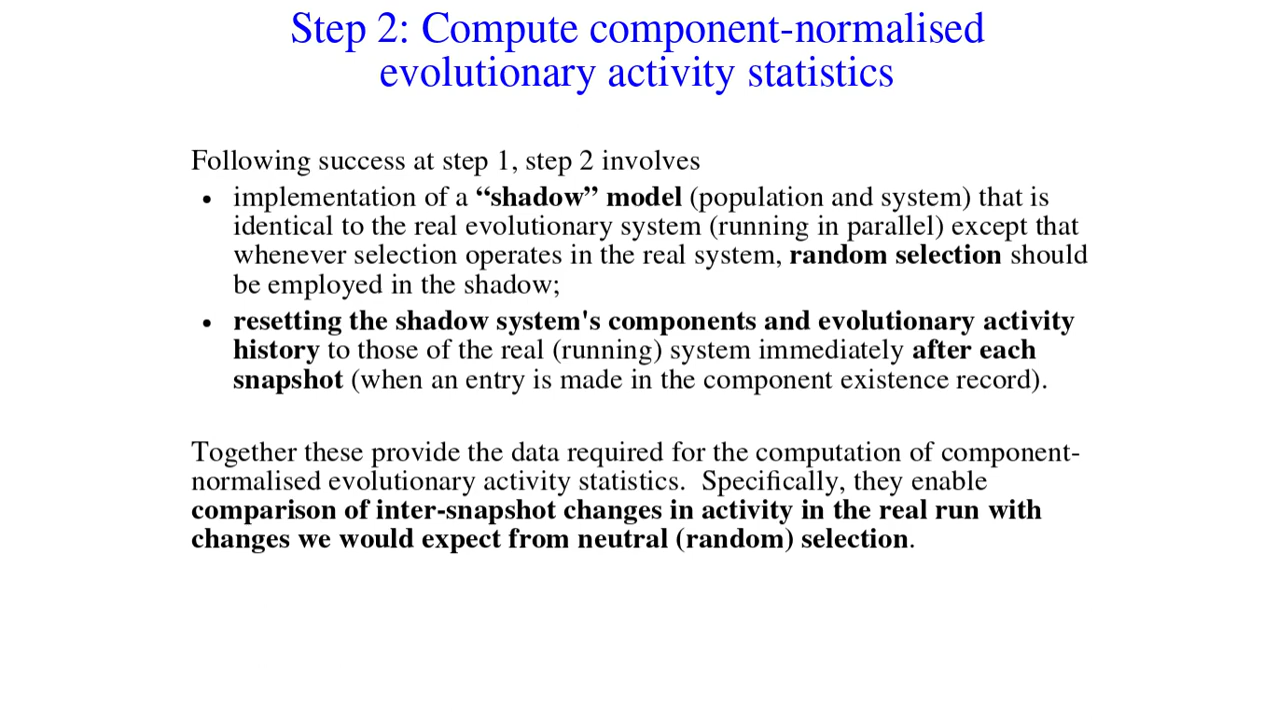 Step 2: Compute component-normalised
evolutionary activity statistics
Following success at step 1, step 2 involves
• implementation of a “shadow” model (population and system) that is
identical to the real evolutionary system (running in parallel) except that
whenever selection operates in the real system, random selection should
be employed in the shadow;
• resetting the shadow system's components and evolutionary activity
history to those of the real (running) system immediately after each
snapshot (when an entry is made in the component existence record).
Together these provide the data required for the computation of component-
normalised evolutionary activity statistics.  Specifically, they enable
comparison of inter-snapshot changes in activity in the real run with
changes we would expect from neutral (random) selection.